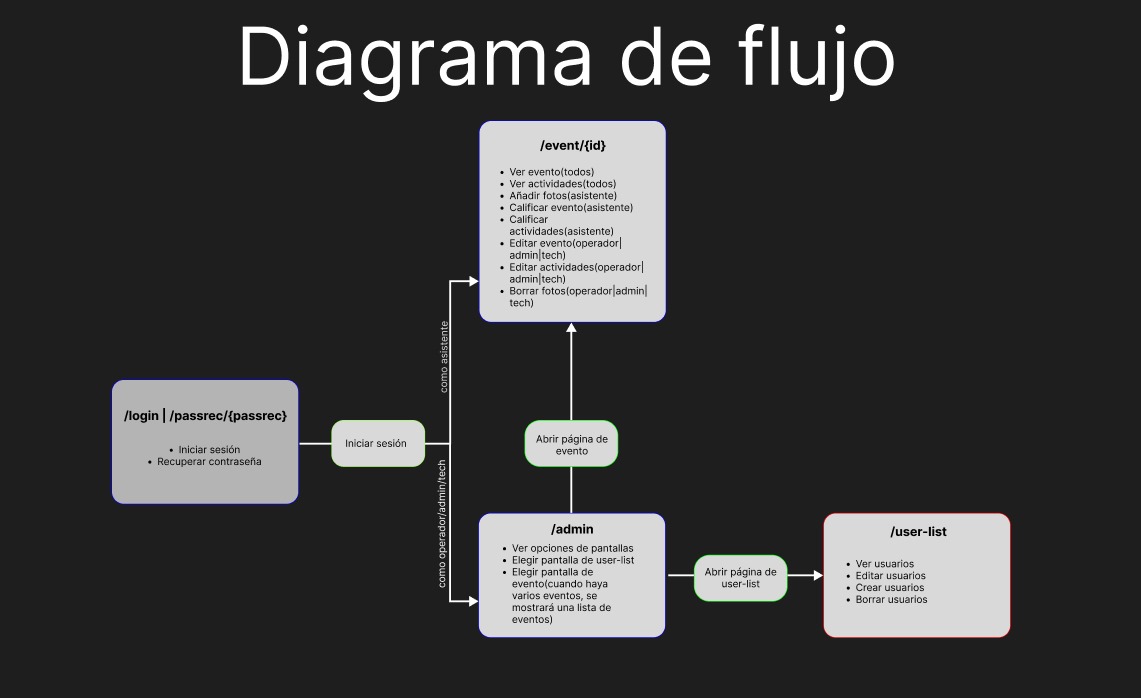 Diagrama de flujo
/event/{id}
• Ver evento(todos)
• Ver actividades(todos)
• Añadir fotos(asistente)
• Calificar evento(asistente)
• Calificar
actividades(asistente)
• Editar evento(operador|
admin|tech)
• Editar actividades(operador|
admin|tech)
• Borrar fotos(operador|admin|
tech)
como asistente
/login | /passrec/{passrec}
• Iniciar sesión
• Recuperar contraseña
Iniciar sesión
Abrir página de
evento
como operador/admin/tech
/admin
• Ver opciones de pantallas
• Elegir pantalla de user-list
• Elegir pantalla de
evento(cuando haya
varios eventos, se
mostrará una lista de
eventos)
Abrir página de
user-list
/user-list
• Ver usuarios
• Editar usuarios
• Crear usuarios
• Borrar usuarios